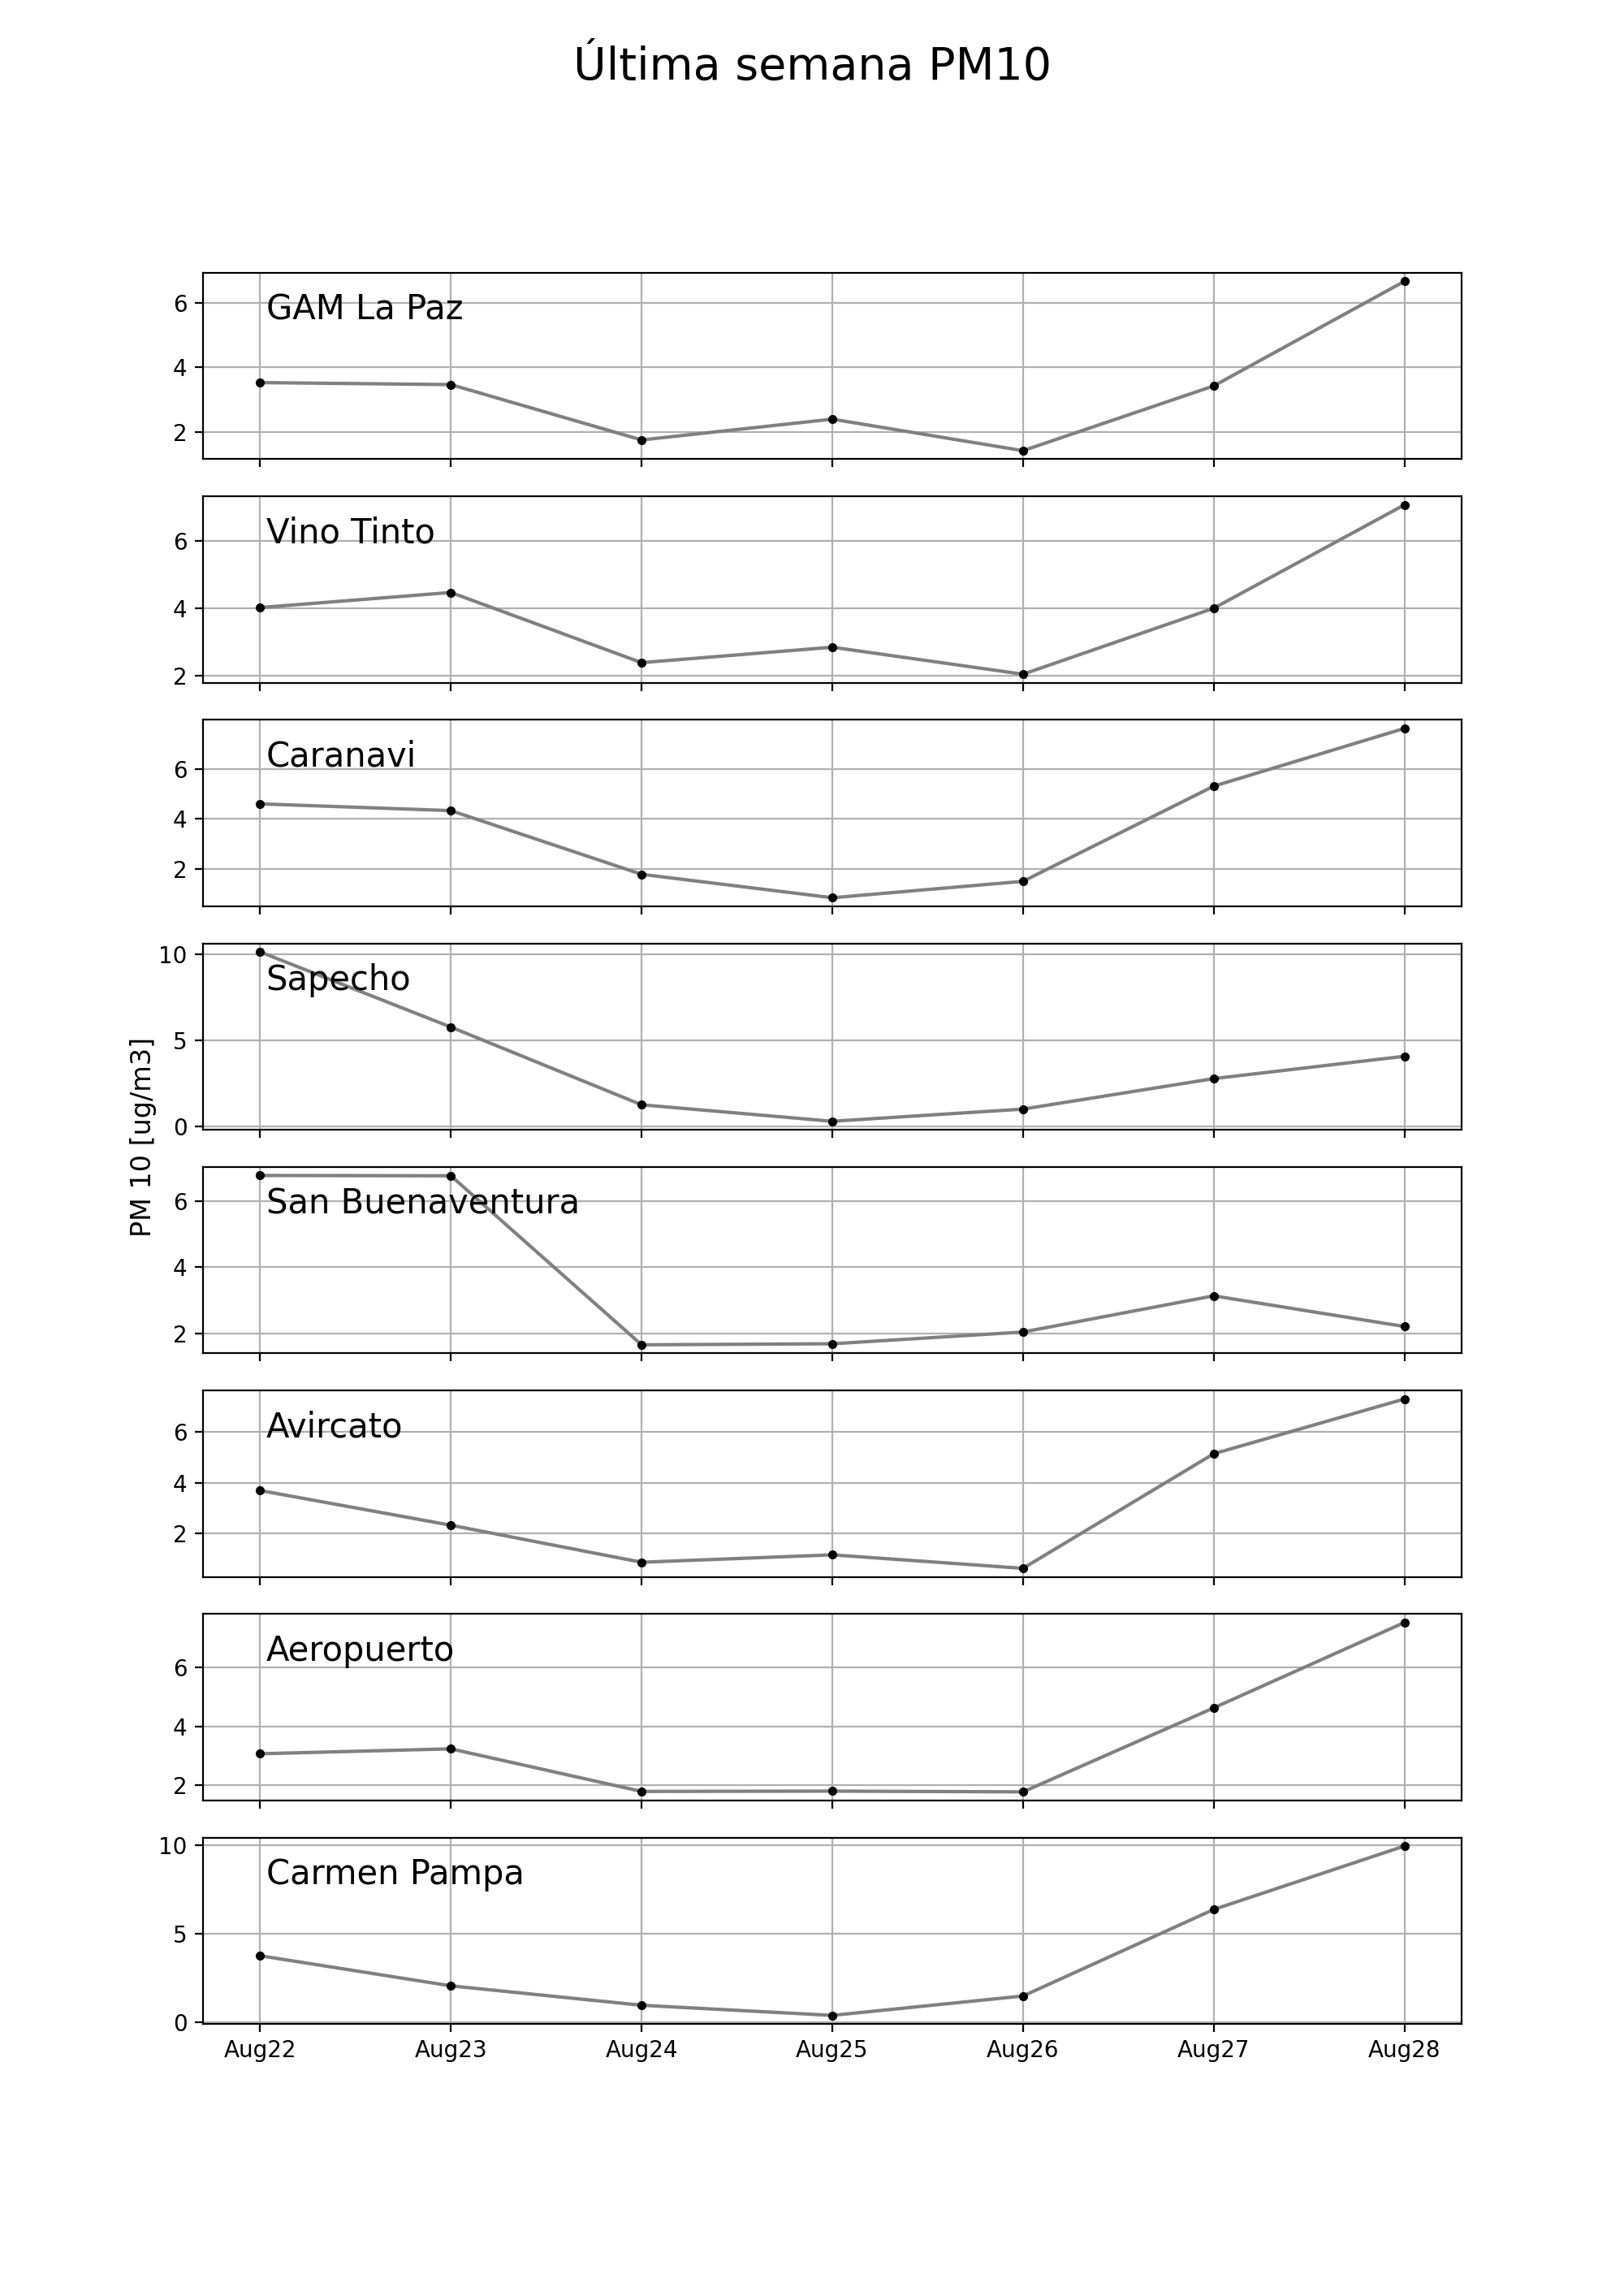 Última semana PM10
GAM La Paz
6
4
2
Vino Tinto
6
4
2
Caranavi
6
4
2
Sapecho
10
5
0
PM 10 [ug/m3]
San Buenaventura
6
4
2
Avircato
6
4
2
Aeropuerto
6
4
2
Carmen Pampa
10
5
0
Aug22 Aug23 Aug24 Aug25 Aug26 Aug27 Aug28